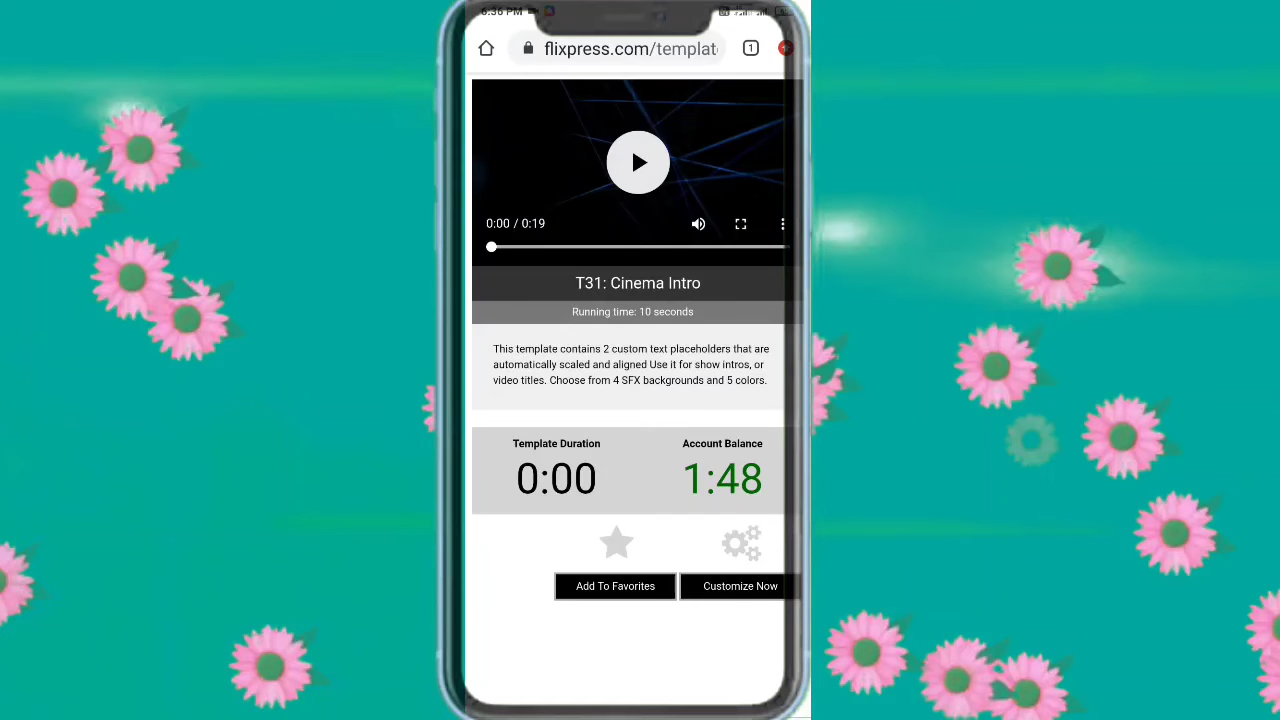 6:36 PM
flixpress.com/templat
1
0:00 / 0:19
T31: Cinema Intro
Running time: 10 seconds
This template contains 2 custom text placeholders that are
automatically scaled and aligned Use it for show intros, or
video titles. Choose from 4 SFX backgrounds and 5 colors.
Template Duration
Account Balance
0:00
1:48
Add To Favorites
Customize Now